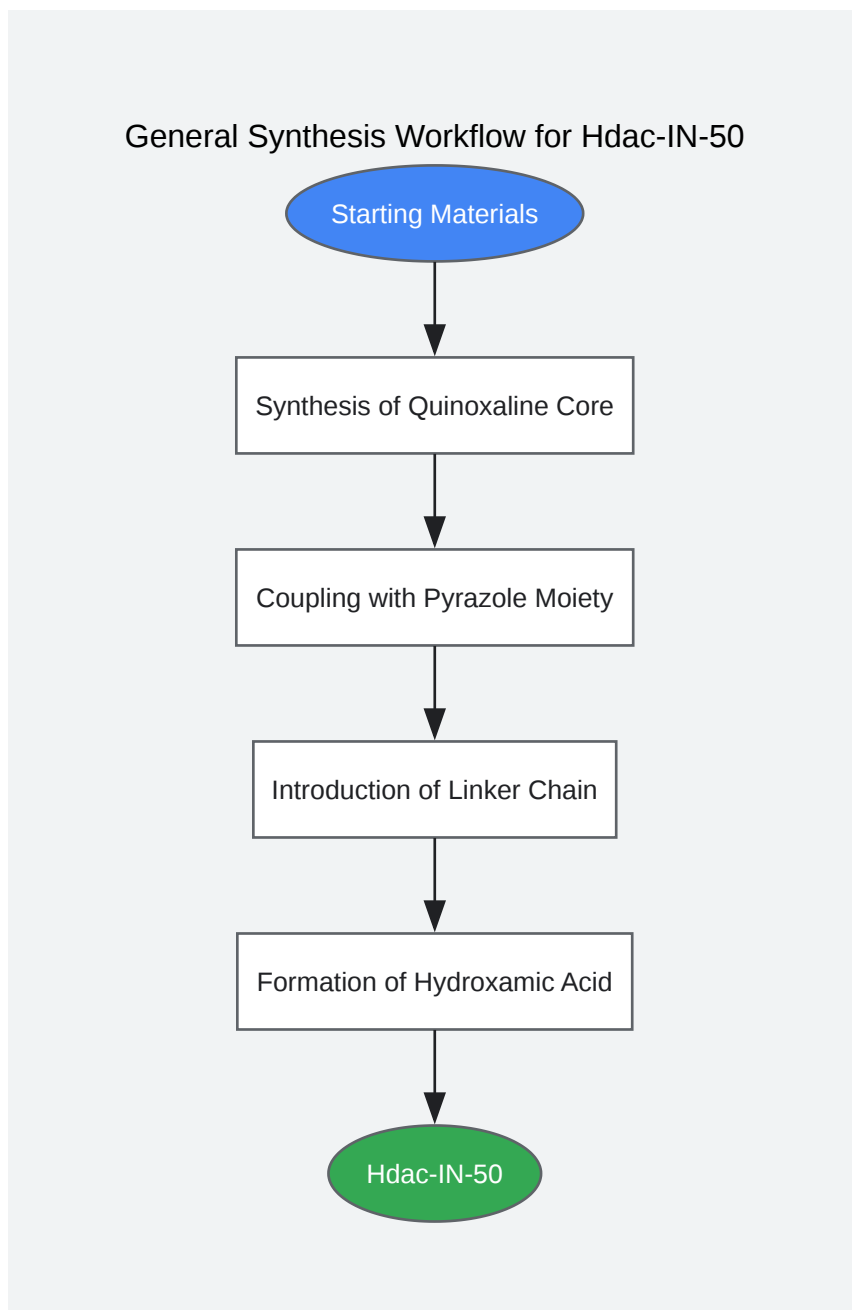 General Synthesis Workflow for Hdac-IN-50
Starting Materials
Synthesis of Quinoxaline Core
Coupling with Pyrazole Moiety
Introduction of Linker Chain
Formation of Hydroxamic Acid
Hdac-IN-50